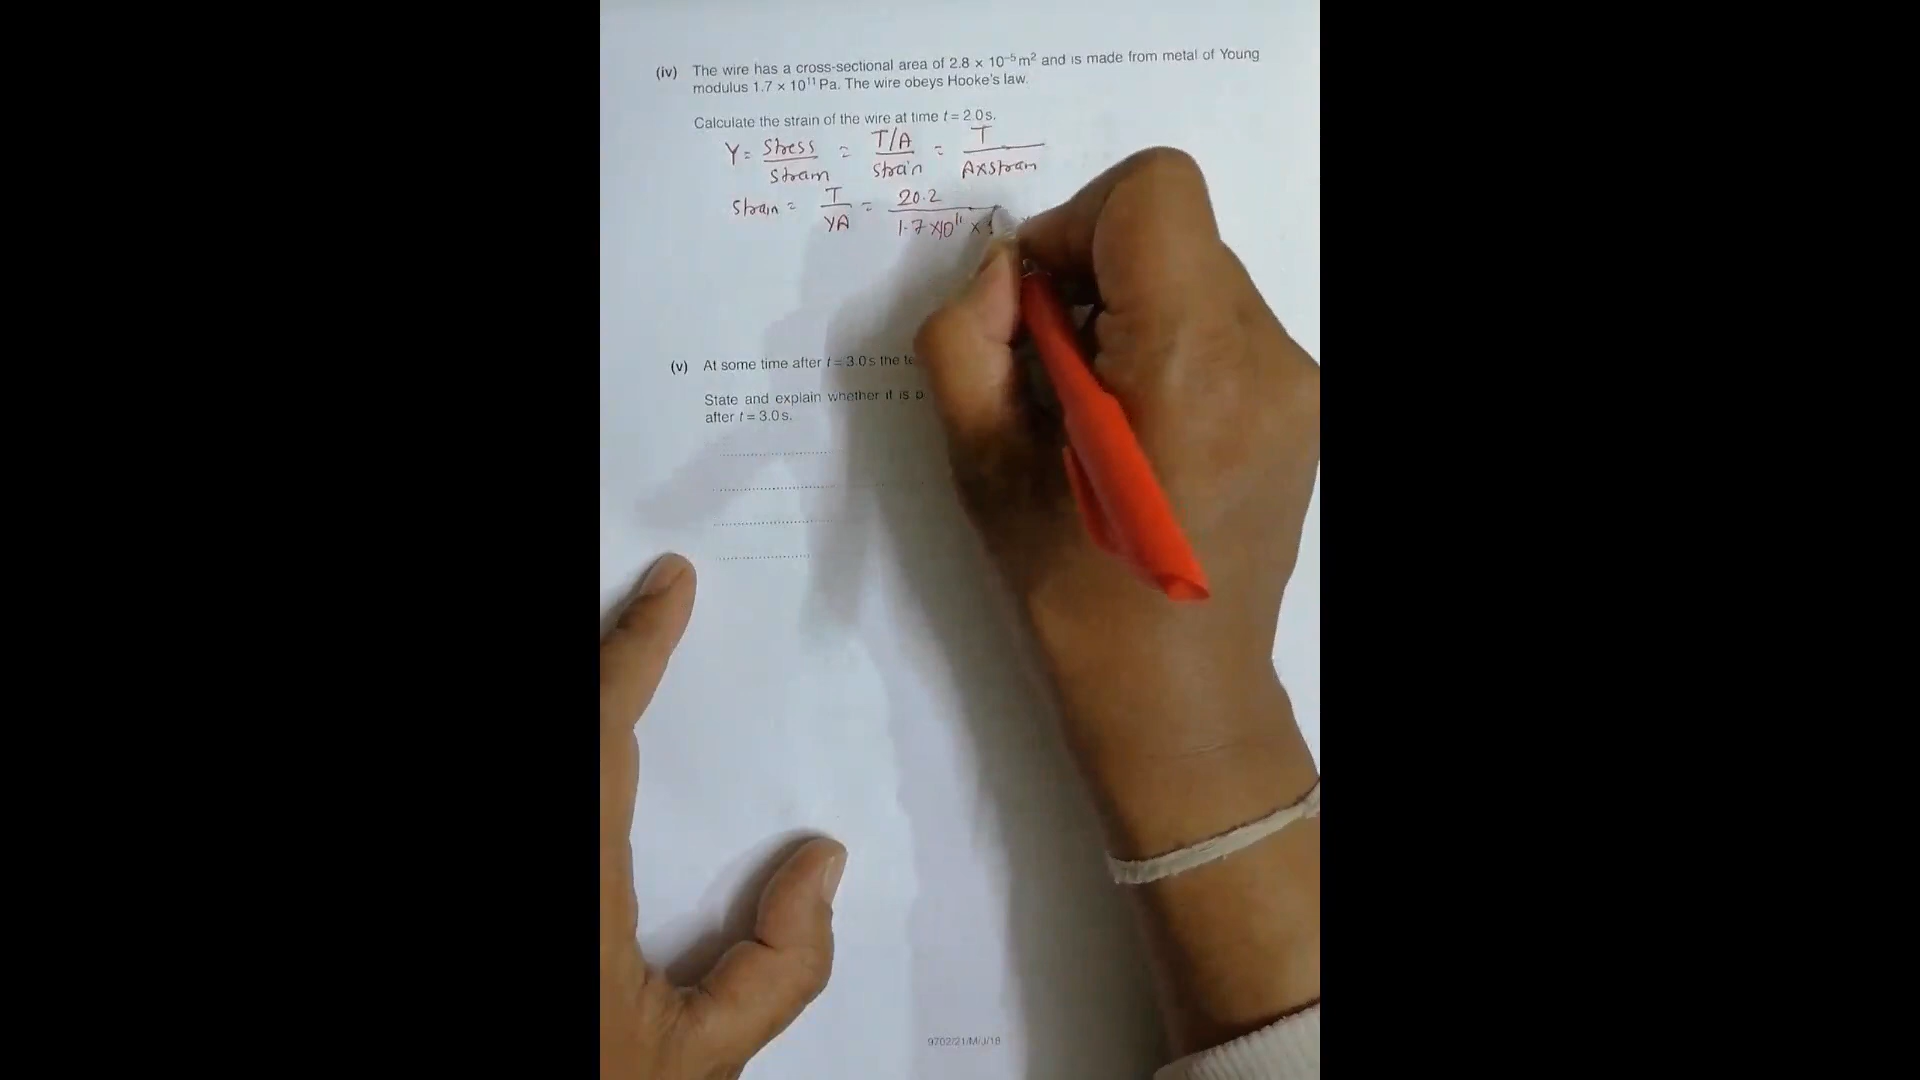 (iv) The wire has a cross-sectional area of 2.8 × 10⁻⁵ m² and is made from metal of Young
modulus 1.7 × 10¹¹ Pa. The wire obeys Hooke's law.
Calculate the strain of the wire at time t = 2.0 s.
Y = Stress/Strain = T/A/Strain = T/A×Strain
Strain = T/YA = 20.2/1.7×10¹¹ ×
(v) At some time after t = 3.0 s the te
State and explain whether it is p
after t = 3.0 s.
9702/21/M/J/18